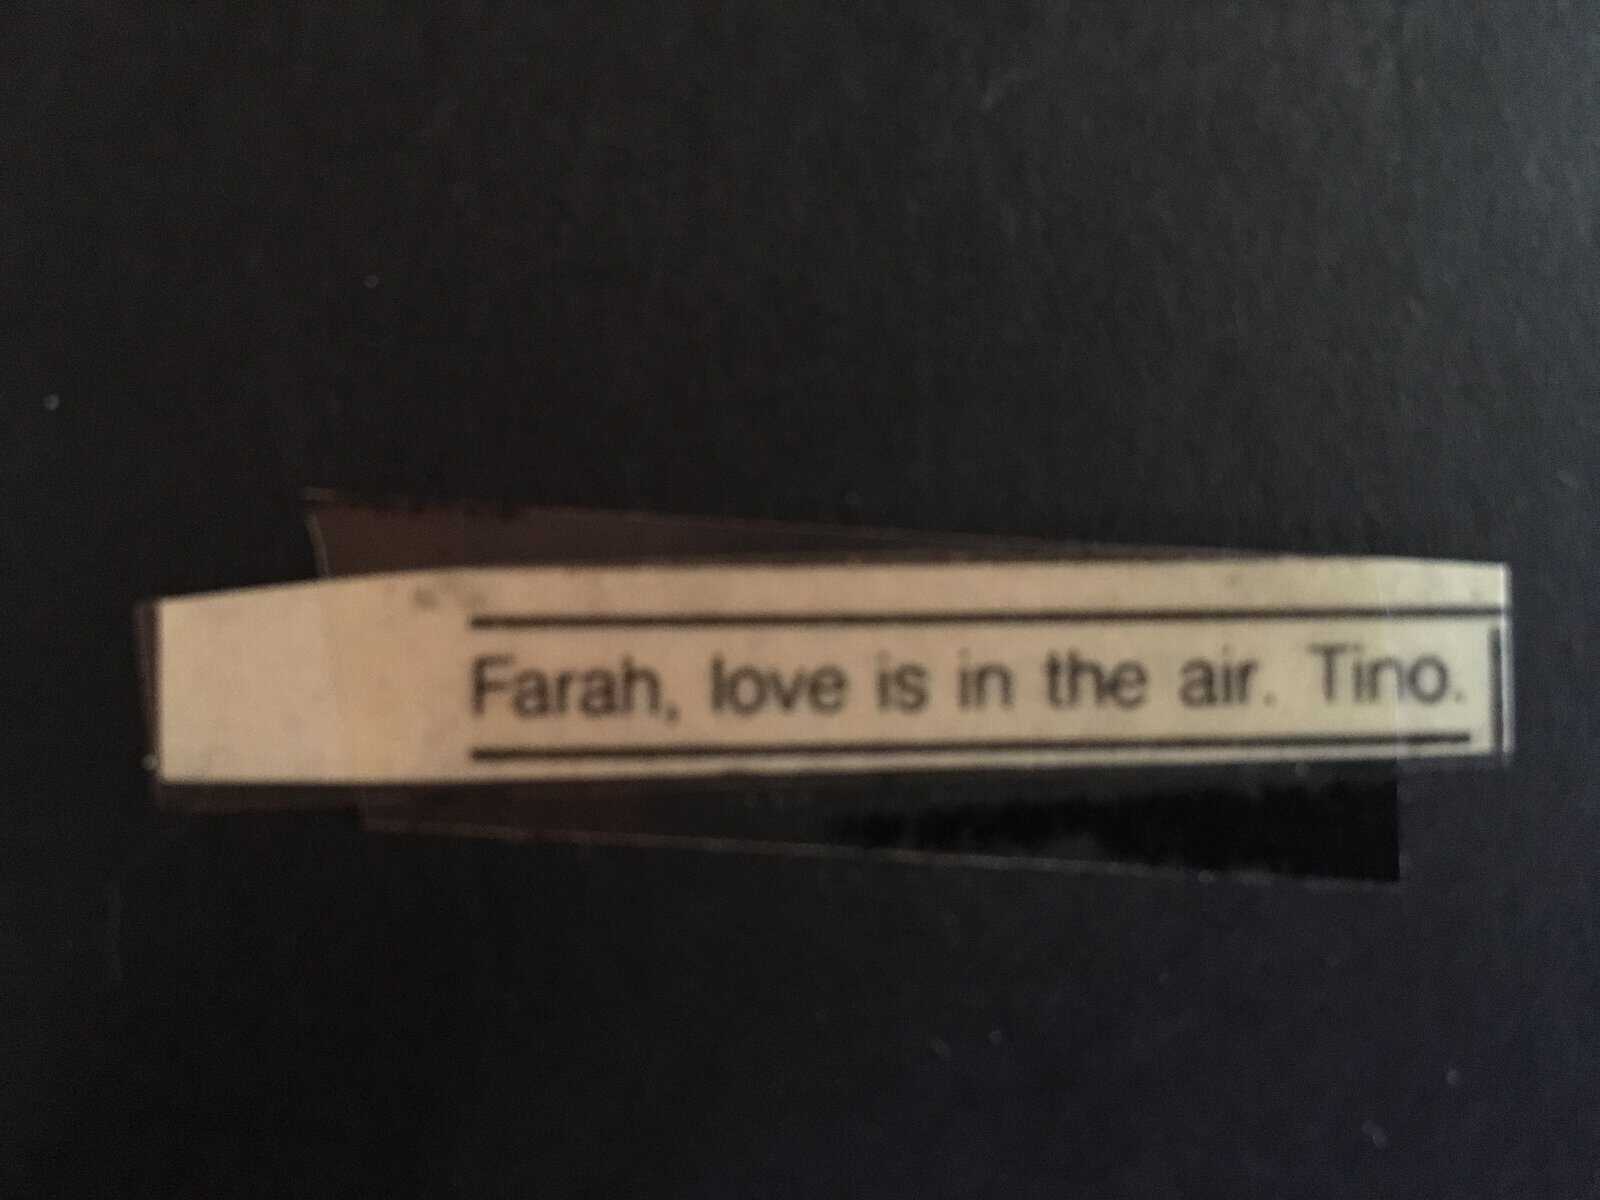 Farah, love is in the air. Tino.